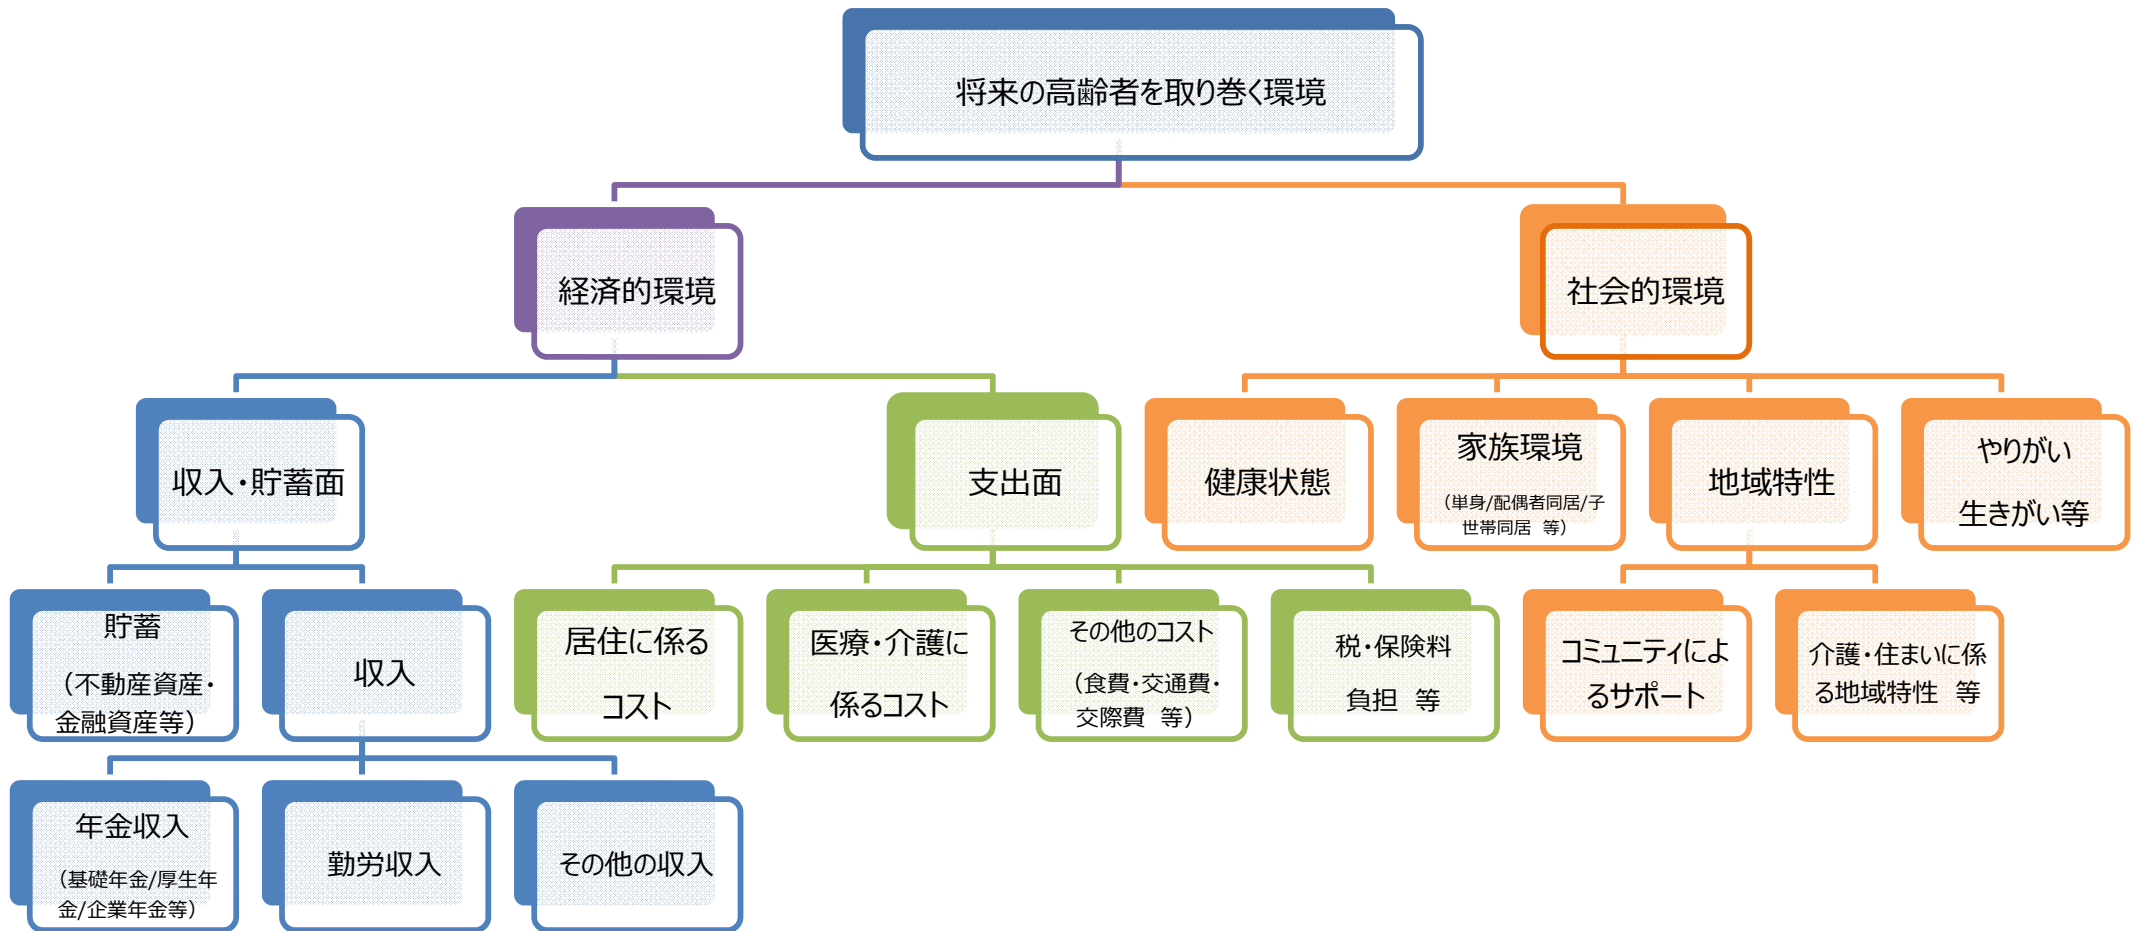 将来の高齢者を取り巻く環境
経済的環境
社会的環境
収入・貯蓄面
支出面
健康状態
家族環境
（単身/配偶者同居/子
世帯同居　等）
地域特性
やりがい
生きがい等
貯蓄
（不動産資産・
金融資産等）
収入
居住に係る
コスト
医療・介護に
係るコスト
その他のコスト
（食費・交通費・
交際費　等）
税・保険料
負担　等
コミュニティによ
るサポート
介護・住まいに係
る地域特性　等
年金収入
（基礎年金/厚生年
金/企業年金等）
勤労収入
その他の収入